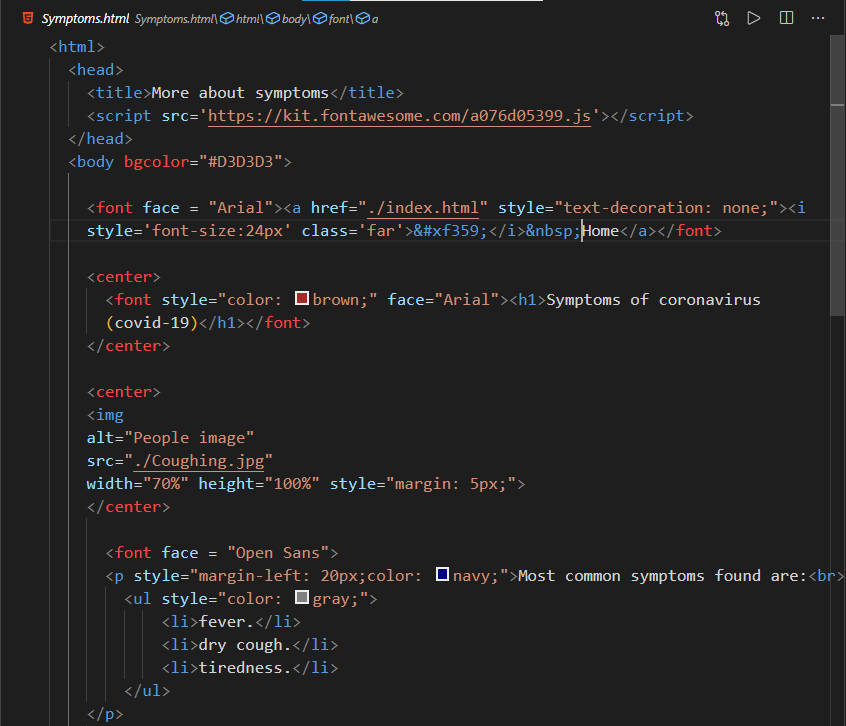 Symptoms.html Symptoms.html\html\body\font\a
<html>
<head>
<title>More about symptoms</title>
<script src='https://kit.fontawesome.com/a076d05399.js'></script>
</head>
<body bgcolor="#D3D3D3">
<font face = "Arial"><a href="./index.html" style="text-decoration: none;"><i
style='font-size:24px' class='far'>&#xf359;</i>&nbsp;Home</a></font>
<center>
<font style="color: brown;" face="Arial"><h1>Symptoms of coronavirus
(covid-19)</h1></font>
</center>
<center>
<img
alt="People image"
src="./Coughing.jpg"
width="70%" height="100%" style="margin: 5px;">
</center>
<font face = "Open Sans">
<p style="margin-left: 20px;color: navy;">Most common symptoms found are:<br>
<ul style="color: gray;">
<li>fever.</li>
<li>dry cough.</li>
<li>tiredness.</li>
</ul>
</p>